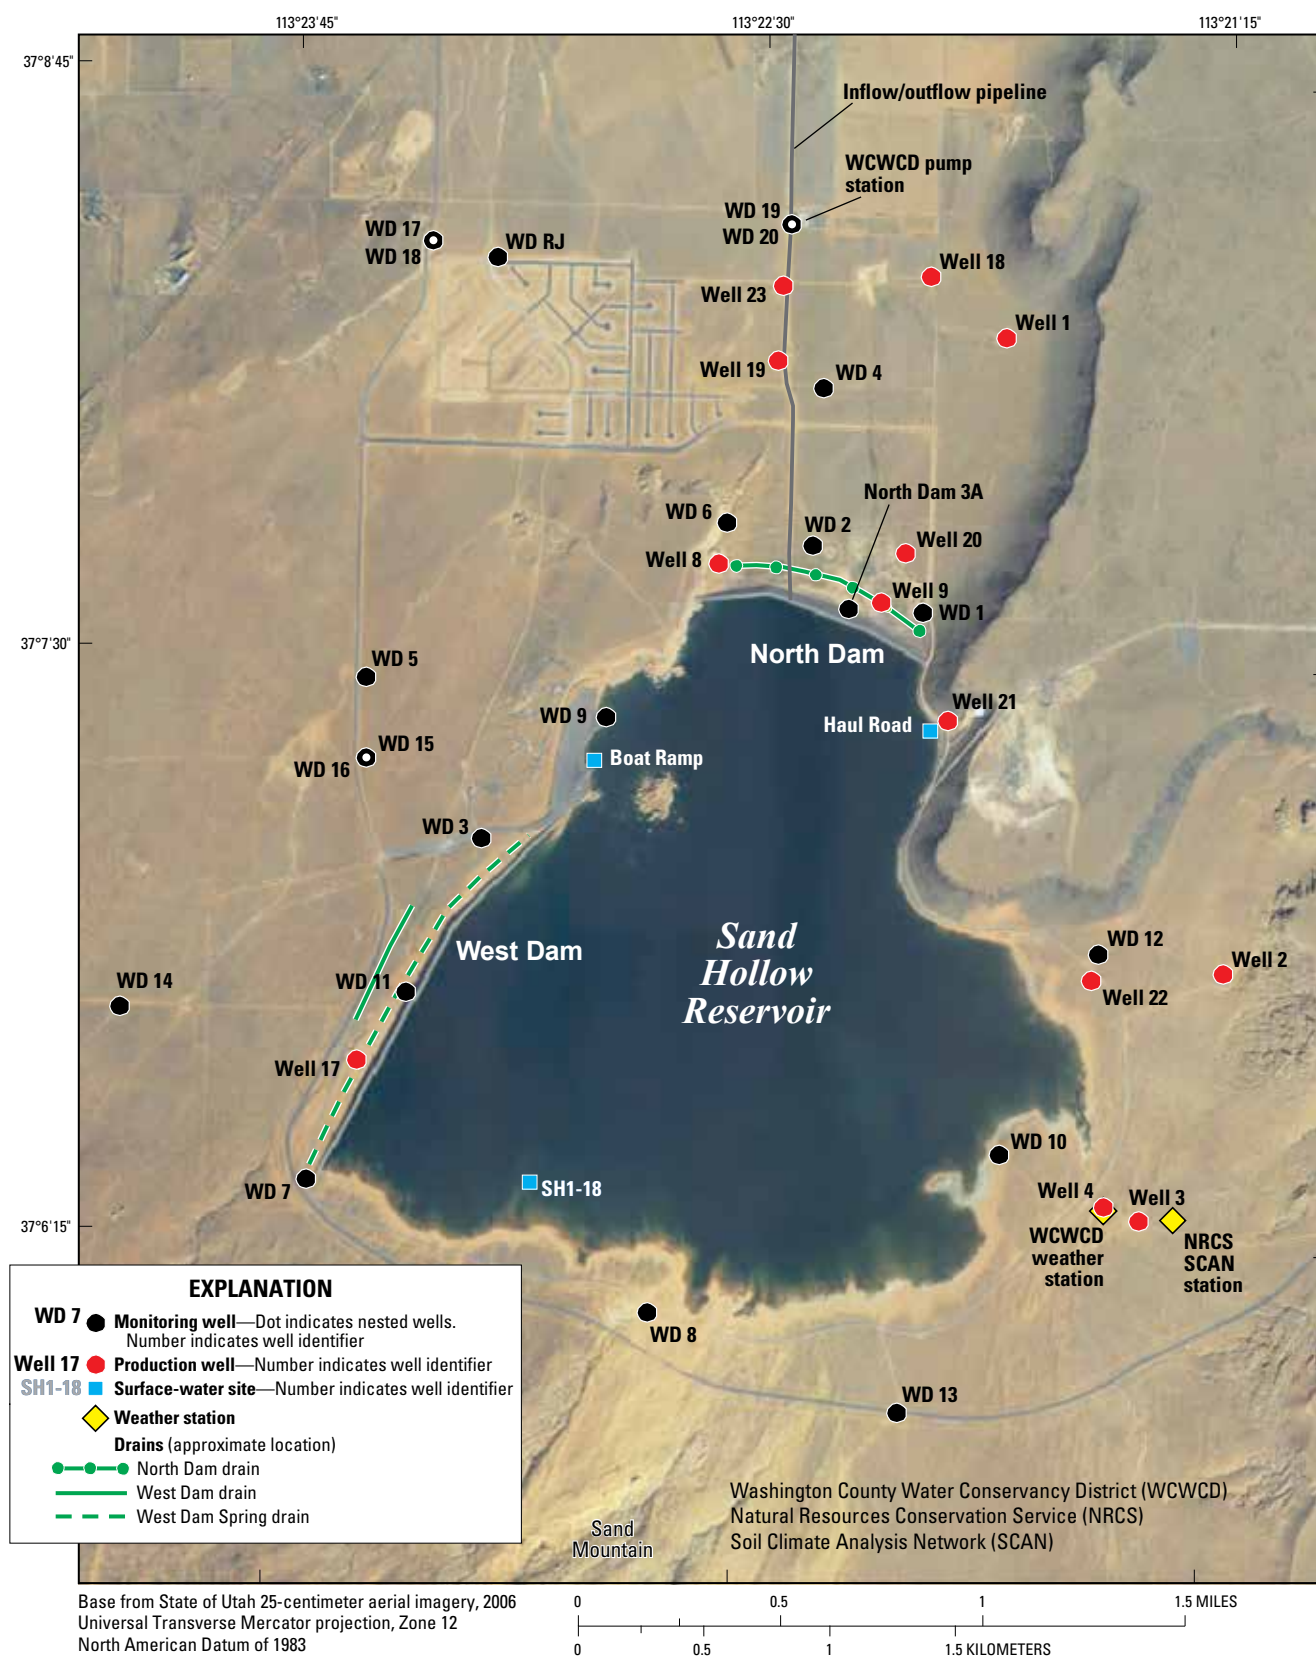 113°23'45"
113°22'30"
113°21'15"
37°8'45"
Inflow/outflow pipeline
WCWCD pump
station
WD 19
WD 20
WD 17
WD 18
WD RJ
Well 18
Well 23
Well 1
Well 19
WD 4
North Dam 3A
WD 6
WD 2
Well 20
Well 8
Well 9
WD 1
37°7'30"
North Dam
WD 5
WD 9
Well 21
Haul Road
WD 15
WD 16
Boat Ramp
WD 3
West Dam
Sand
Hollow
Reservoir
WD 12
Well 2
WD 14
WD 11
Well 22
Well 17
WD 10
WD 7
SH1-18
Well 4
Well 3
37°6'15"
WCWCD
weather
station
NRCS
SCAN
station
WD 8
WD 13
EXPLANATION
WD 7 Monitoring well—Dot indicates nested wells.
Number indicates well identifier
Well 17 Production well—Number indicates well identifier
SH1-18 Surface-water site—Number indicates well identifier
Weather station
Drains (approximate location)
North Dam drain
West Dam drain
West Dam Spring drain
Sand
Mountain
Washington County Water Conservancy District (WCWCD)
Natural Resources Conservation Service (NRCS)
Soil Climate Analysis Network (SCAN)
Base from State of Utah 25-centimeter aerial imagery, 2006
Universal Transverse Mercator projection, Zone 12
North American Datum of 1983
0 0.5 1 1.5 MILES
0 0.5 1 1.5 KILOMETERS